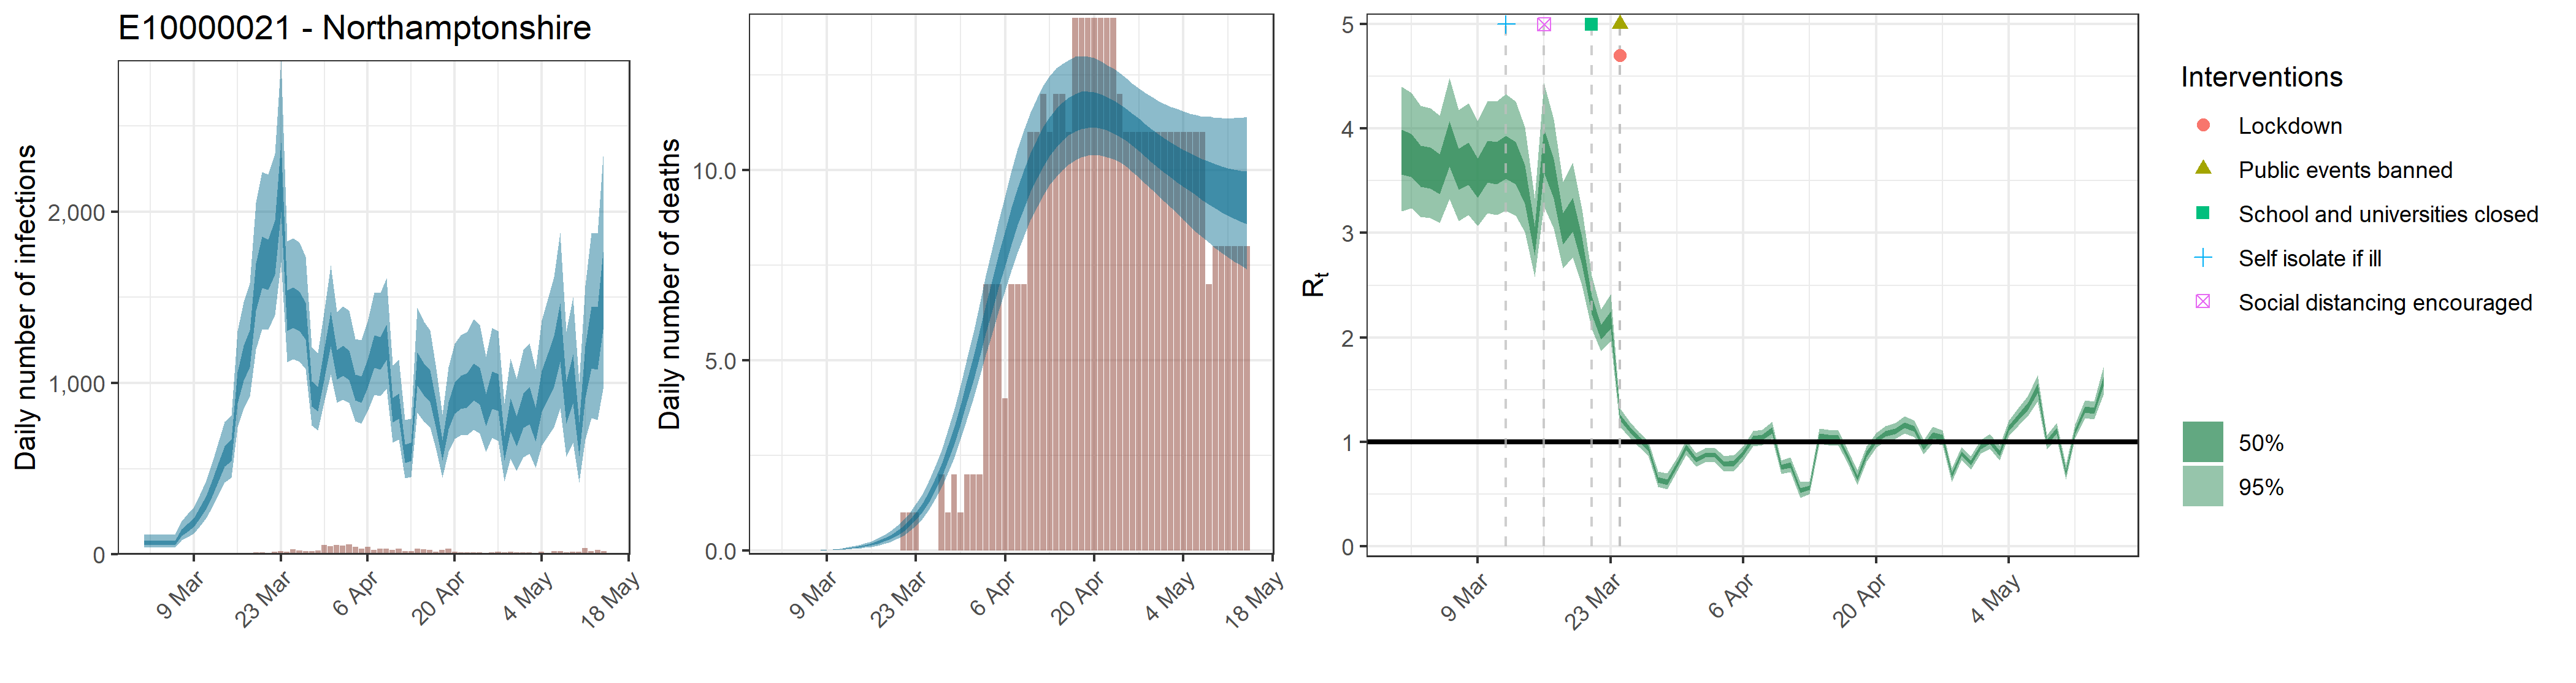 E10000021 - Northamptonshire
Daily number of infections
2,000
1,000
0
9 Mar
23 Mar
6 Apr
20 Apr
4 May
18 May
Daily number of deaths
10.0
5.0
0.0
9 Mar
23 Mar
6 Apr
20 Apr
4 May
18 May
Rt
5
4
3
2
1
0
9 Mar
23 Mar
6 Apr
20 Apr
4 May
Interventions
Lockdown
Public events banned
School and universities closed
Self isolate if ill
Social distancing encouraged
50%
95%